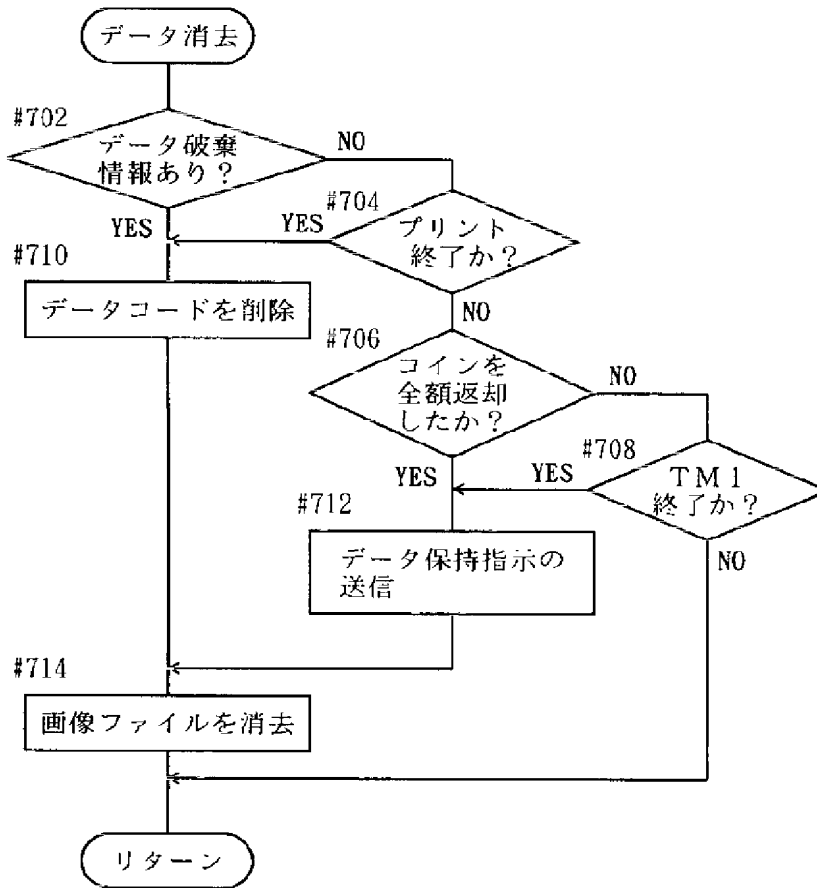 データ消去
#702
データ破棄
情報あり?
NO
YES
#704
プリント
終了か?
YES
NO
#710
データコードを削除
#706
コインを
全額返却
したか?
NO
YES
#708
TM1
終了か?
YES
NO
#712
データ保持指示の
送信
#714
画像ファイルを消去
リターン